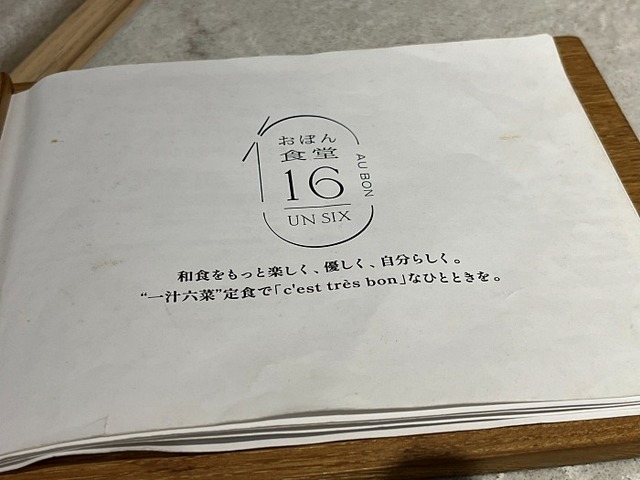 おぼん
食堂
16
UN SIX
AU BON
和食をもっと楽しく、優しく、自分らしく。
“一汁六菜”定食で「c'est très bon」なひとときを。